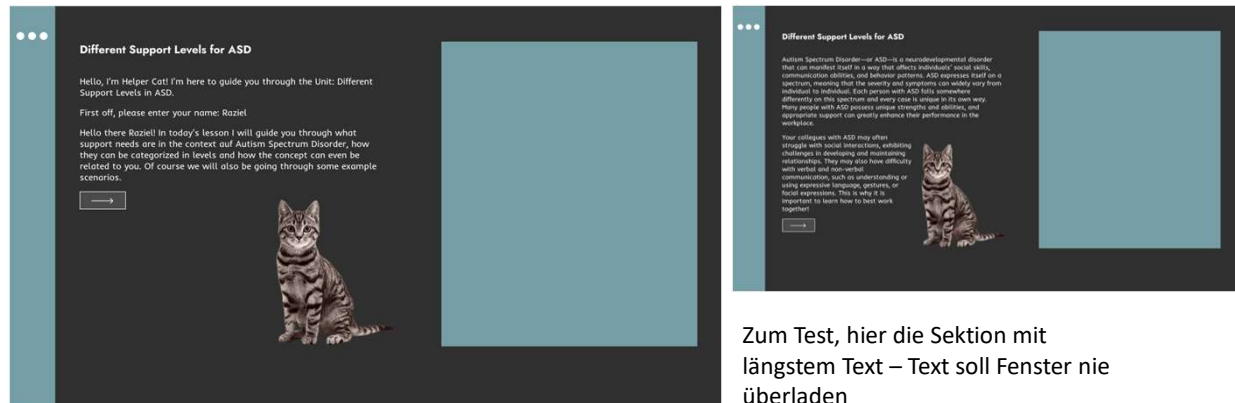 Different Support Levels for ASD
Hello, I'm Helper Cat! I'm here to guide you through the Unit: Different
Support Levels in ASD.
First off, please enter your name: Raziel
Hello there Raziel! In today's lesson I will guide you through what
support needs are in the context auf Autism Spectrum Disorder, how
they can be categorized in levels and how the concept can even be
related to you. Of course we will also be going through some example
scenarios.
Different Support Levels for ASD
Autism Spectrum Disorder—or ASD—is a neurodevelopmental disorder
that can manifest itself in a way that affects individuals' social skills,
communication abilities, and behavior patterns. ASD expresses itself on a
spectrum, meaning that the severity and symptoms can widely vary from
individual to individual. Each person with ASD falls somewhere
differently on this spectrum and every case is unique in its own way.
Many people with ASD possess unique strengths and abilities, and
appropriate support can greatly enhance their performance in the
workplace.
Your collegues with ASD may often
struggle with social interactions, exhibiting
challenges in developing and maintaining
relationships. They may also have difficulty
with verbal and non-verbal
communication, such as understanding or
using expressive language, gestures, or
facial expressions. This is why it is
important to learn how to best work
together!
Zum Test, hier die Sektion mit
längstem Text – Text soll Fenster nie
überladen